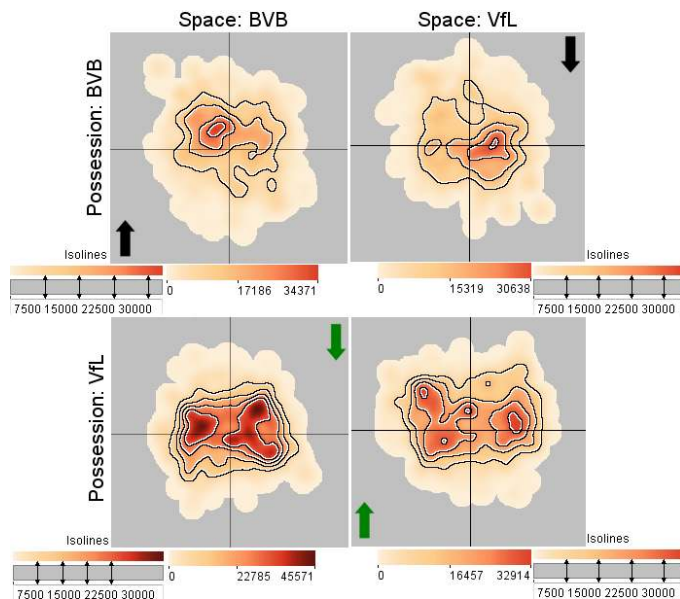 Space: BVB Space: VfL
Possession: BVB
Isolines
7500 15000 22500 30000
0 17186 34371
0 15319 30638
Isolines
7500 15000 22500 30000
Possession: VfL
Isolines
7500 15000 22500 30000
0 22785 45571
0 16457 32914
Isolines
7500 15000 22500 30000